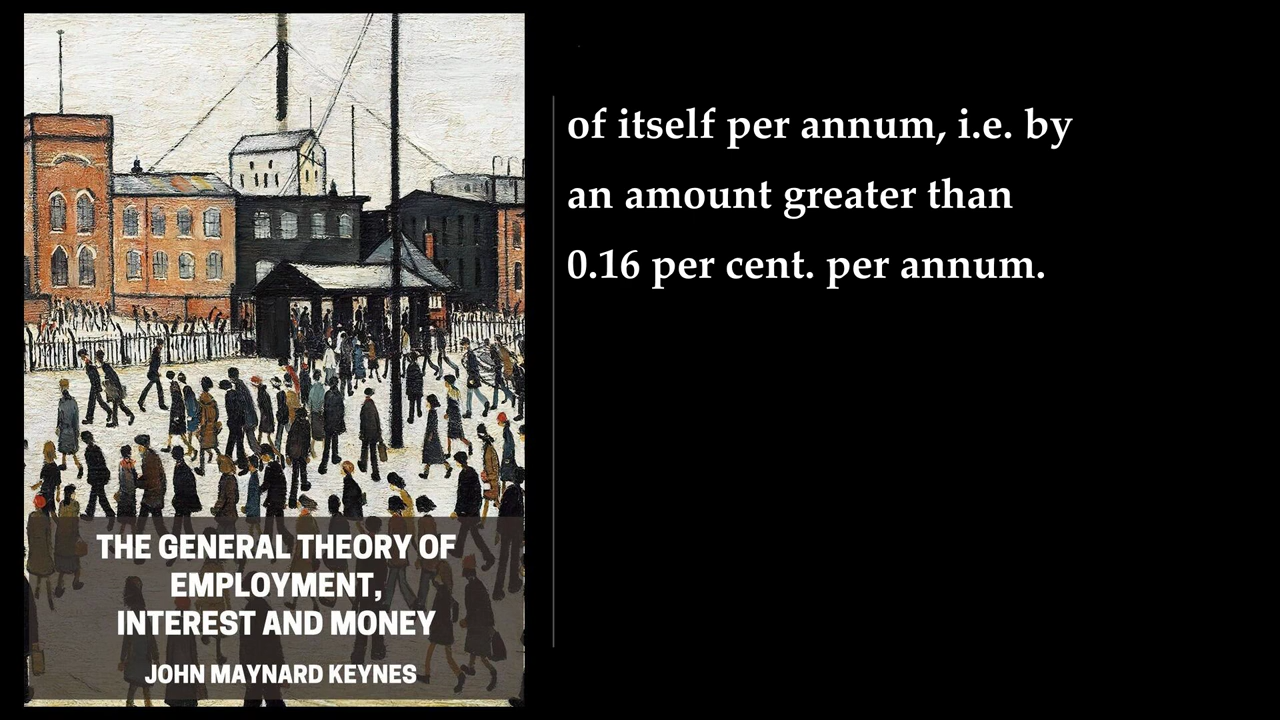 of itself per annum, i.e. by
an amount greater than
0.16 per cent. per annum.
THE GENERAL THEORY OF
EMPLOYMENT,
INTEREST AND MONEY
JOHN MAYNARD KEYNES